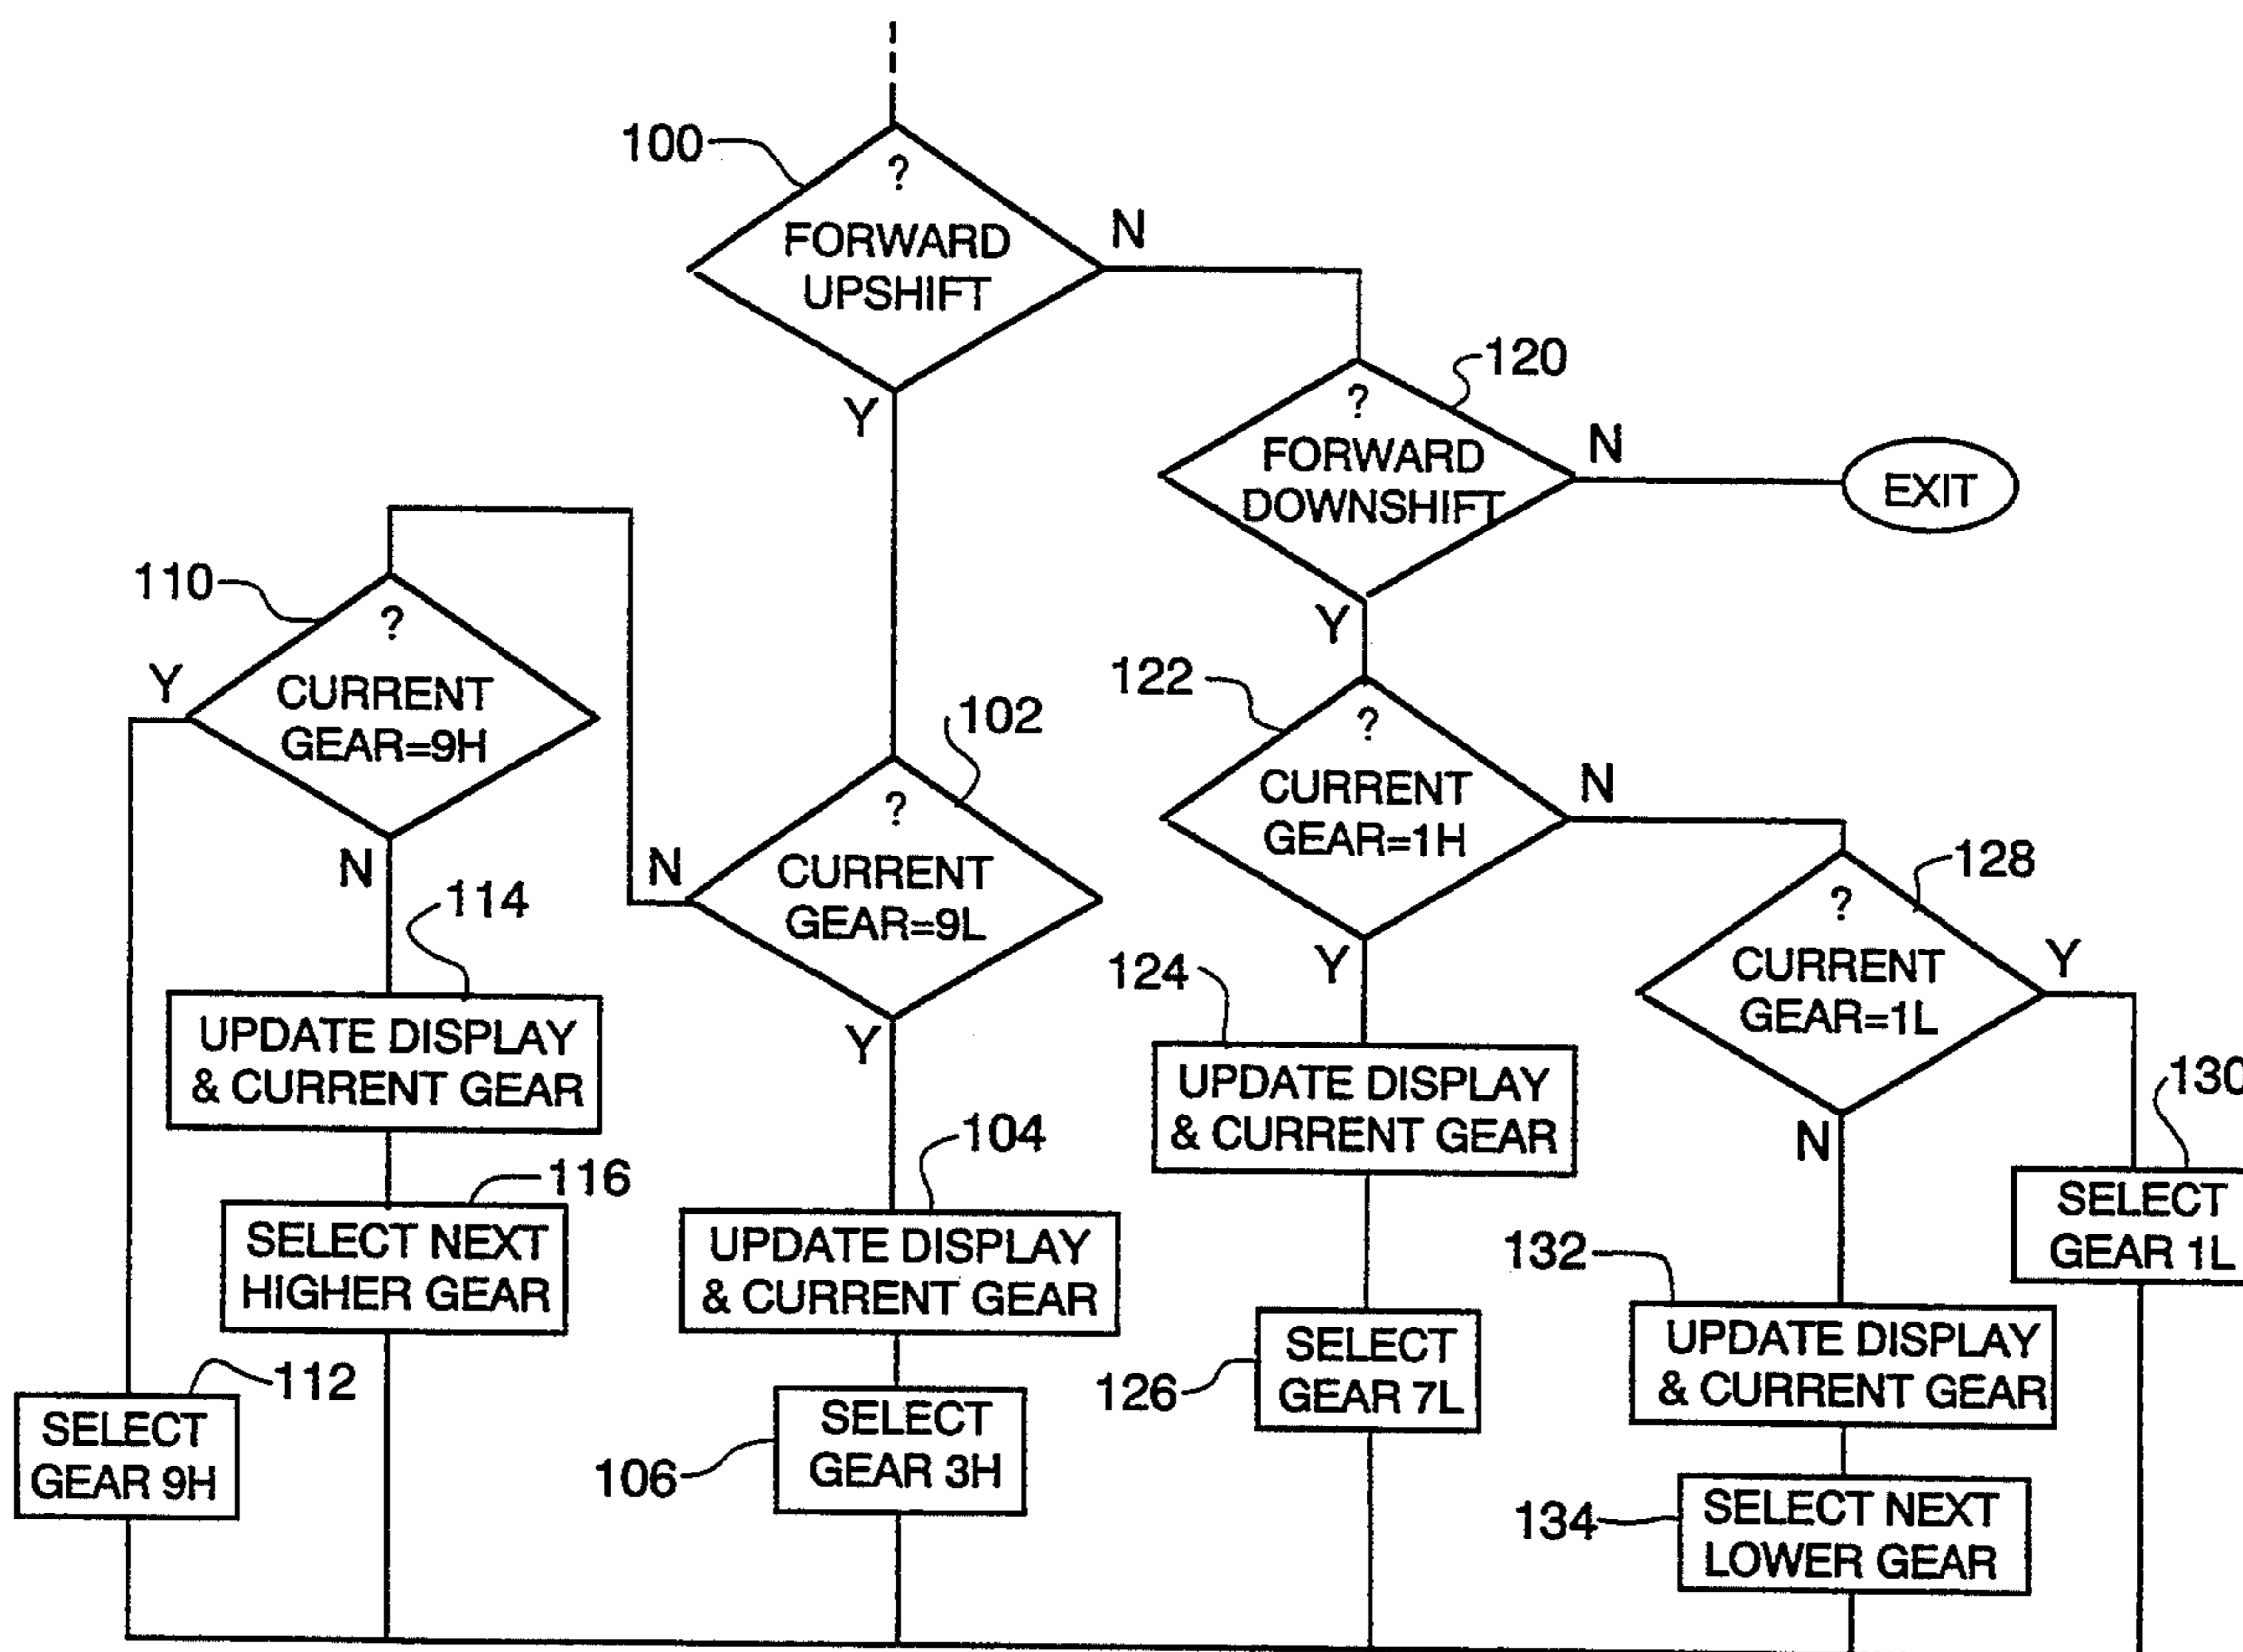 100
?
FORWARD
UPSHIFT
N
Y
120
?
FORWARD
DOWNSHIFT
N
EXIT
Y
110
?
CURRENT
GEAR=9H
Y
N
102
?
CURRENT
GEAR=9L
N
Y
122
?
CURRENT
GEAR=1H
N
Y
128
?
CURRENT
GEAR=1L
Y
N
114
UPDATE DISPLAY
& CURRENT GEAR
116
SELECT NEXT
HIGHER GEAR
112
SELECT
GEAR 9H
104
UPDATE DISPLAY
& CURRENT GEAR
106
SELECT
GEAR 3H
124
UPDATE DISPLAY
& CURRENT GEAR
126
SELECT
GEAR 7L
130
SELECT
GEAR 1L
132
UPDATE DISPLAY
& CURRENT GEAR
134
SELECT NEXT
LOWER GEAR